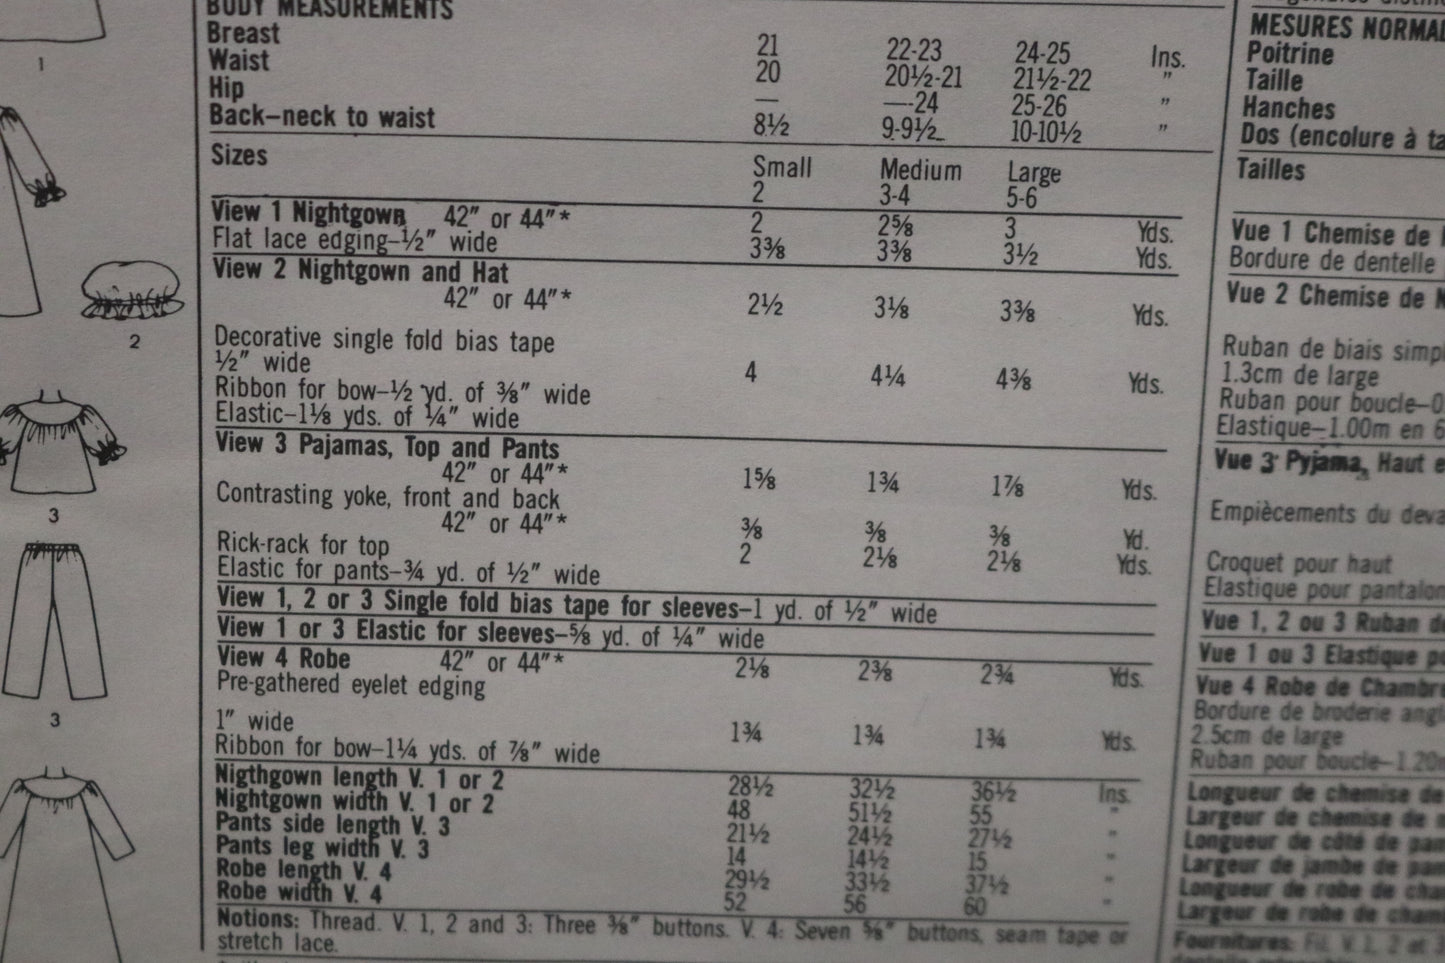 1
2
3
3
BODY MEASUREMENTS
Breast 21 22-23 24-25 Ins.
Waist 20 20½-21 21½-22 "
Hip — —-24 25-26 "
Back–neck to waist 8½ 9-9½ 10-10½ "
Sizes Small Medium Large
2 3-4 5-6
View 1 Nightgown 42" or 44"* 2 2⅝ 3 Yds.
Flat lace edging–½" wide 3⅜ 3⅜ 3½ Yds.
View 2 Nightgown and Hat
42" or 44"* 2½ 3⅛ 3⅜ Yds.
Decorative single fold bias tape
½" wide 4 4¼ 4⅜ Yds.
Ribbon for bow–½ yd. of ⅜" wide
Elastic–1⅛ yds. of ¼" wide
View 3 Pajamas, Top and Pants
42" or 44"* 1⅝ 1¾ 1⅞ Yds.
Contrasting yoke, front and back
42" or 44"* ⅜ ⅜ ⅜ Yd.
Rick-rack for top 2 2⅛ 2⅛ Yds.
Elastic for pants–¾ yd. of ½" wide
View 1, 2 or 3 Single fold bias tape for sleeves–1 yd. of ½" wide
View 1 or 3 Elastic for sleeves–⅝ yd. of ¼" wide
View 4 Robe 42" or 44"* 2⅛ 2⅜ 2¾ Yds.
Pre-gathered eyelet edging
1" wide 1¾ 1¾ 1¾ Yds.
Ribbon for bow–1¼ yds. of ⅞" wide
Nigthgown length V. 1 or 2 28½ 32½ 36½ Ins.
Nightgown width V. 1 or 2 48 51½ 55 "
Pants side length V. 3 21½ 24½ 27½ "
Pants leg width V. 3 14 14½ 15 "
Robe length V. 4 29½ 33½ 37½ "
Robe width V. 4 52 56 60 "
Notions: Thread. V. 1, 2 and 3: Three ⅜" buttons. V. 4: Seven ⅝" buttons, seam tape or
stretch lace.
MESURES NORMAL
Poitrine
Taille
Hanches
Dos (encolure à ta
Tailles
Vue 1 Chemise de
Bordure de dentelle
Vue 2 Chemise de N
Ruban de biais simpl
1.3cm de large
Ruban pour boucle–0
Elastique–1.00m en 6
Vue 3 Pyjama, Haut e
Empiècements du deva
Croquet pour haut
Elastique pour pantalon
Vue 1, 2 ou 3 Ruban de
Vue 1 ou 3 Elastique po
Vue 4 Robe de Chambr
Bordure de broderie angl
2.5cm de large
Ruban pour boucle–1.20m
Longueur de chemise de
Largeur de chemise de n
Longueur de côté de pan
Largeur de jambe de pan
Longueur de robe de cha
Largeur de robe de cham
Fournitures: Fil. V. 1, 2 et 3